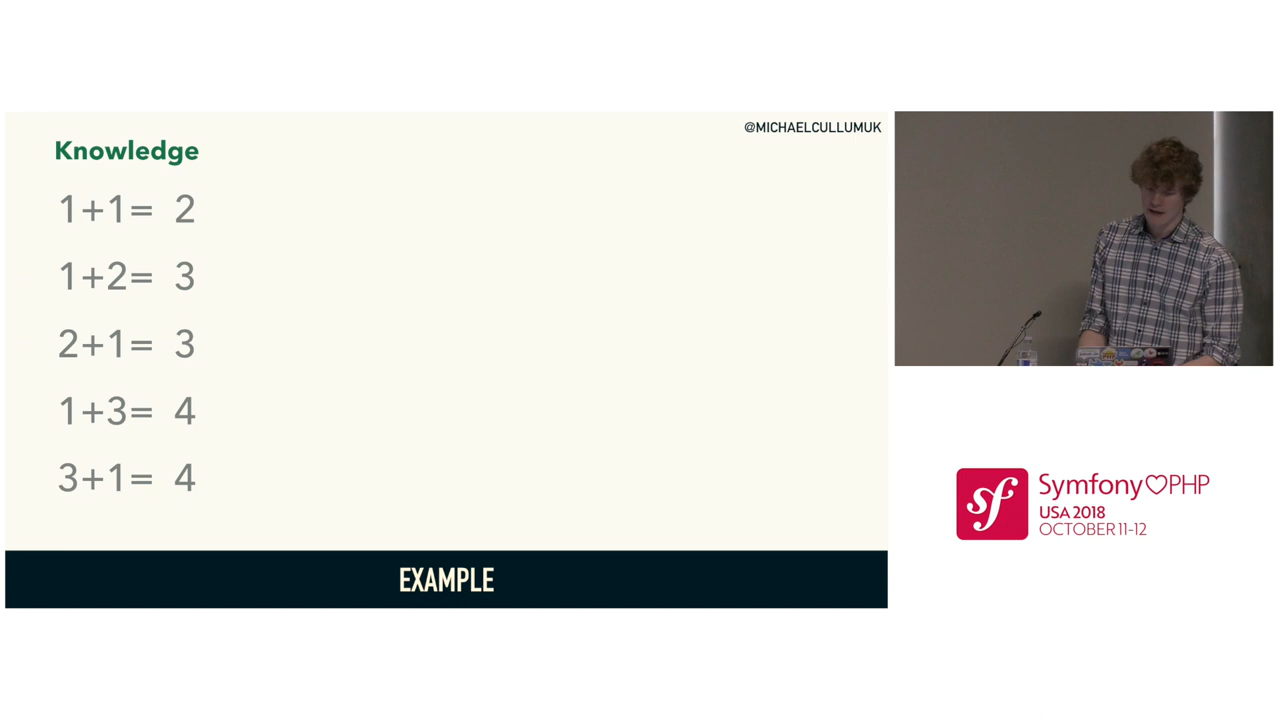 @MICHAELCULLUMUK
Knowledge
1+1= 2
1+2= 3
2+1= 3
1+3= 4
3+1= 4
EXAMPLE
sf
Symfony♡PHP
USA 2018
OCTOBER 11-12